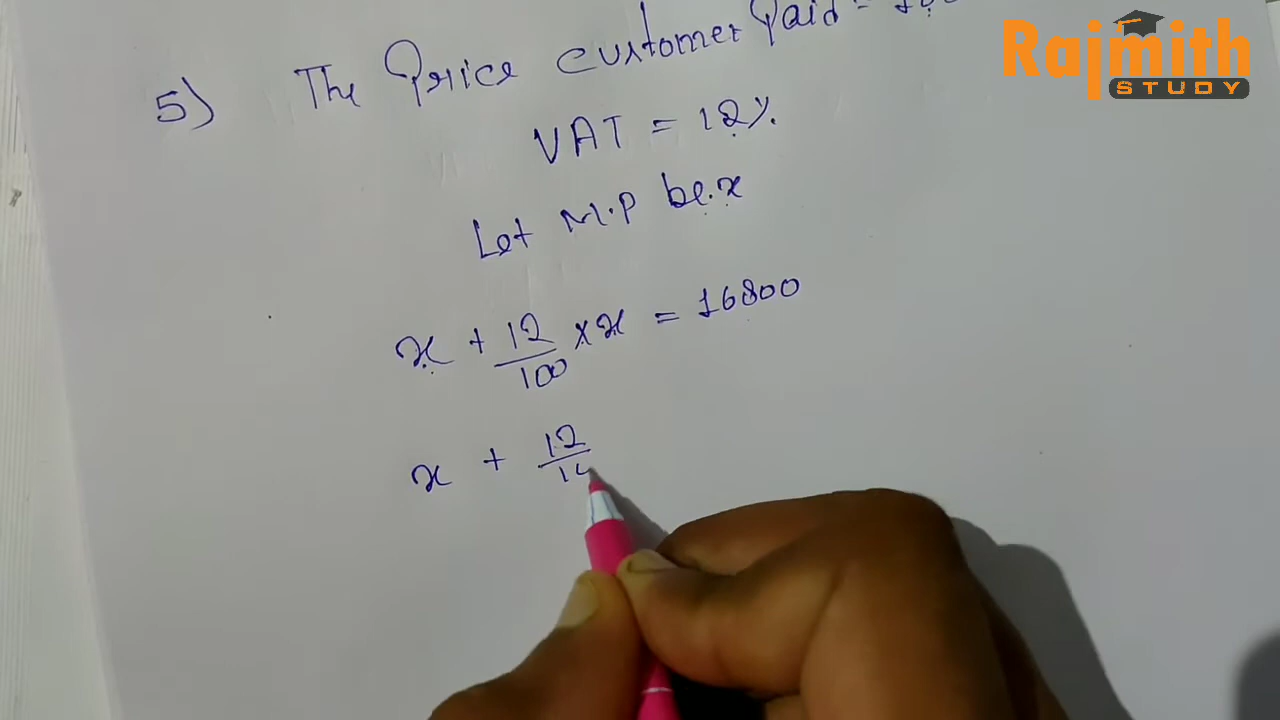 Rajmith
STUDY
5) The Price customer Paid =
VAT = 12%
Let M.P be.x
x + 12/100 × x = 16800
x + 12/